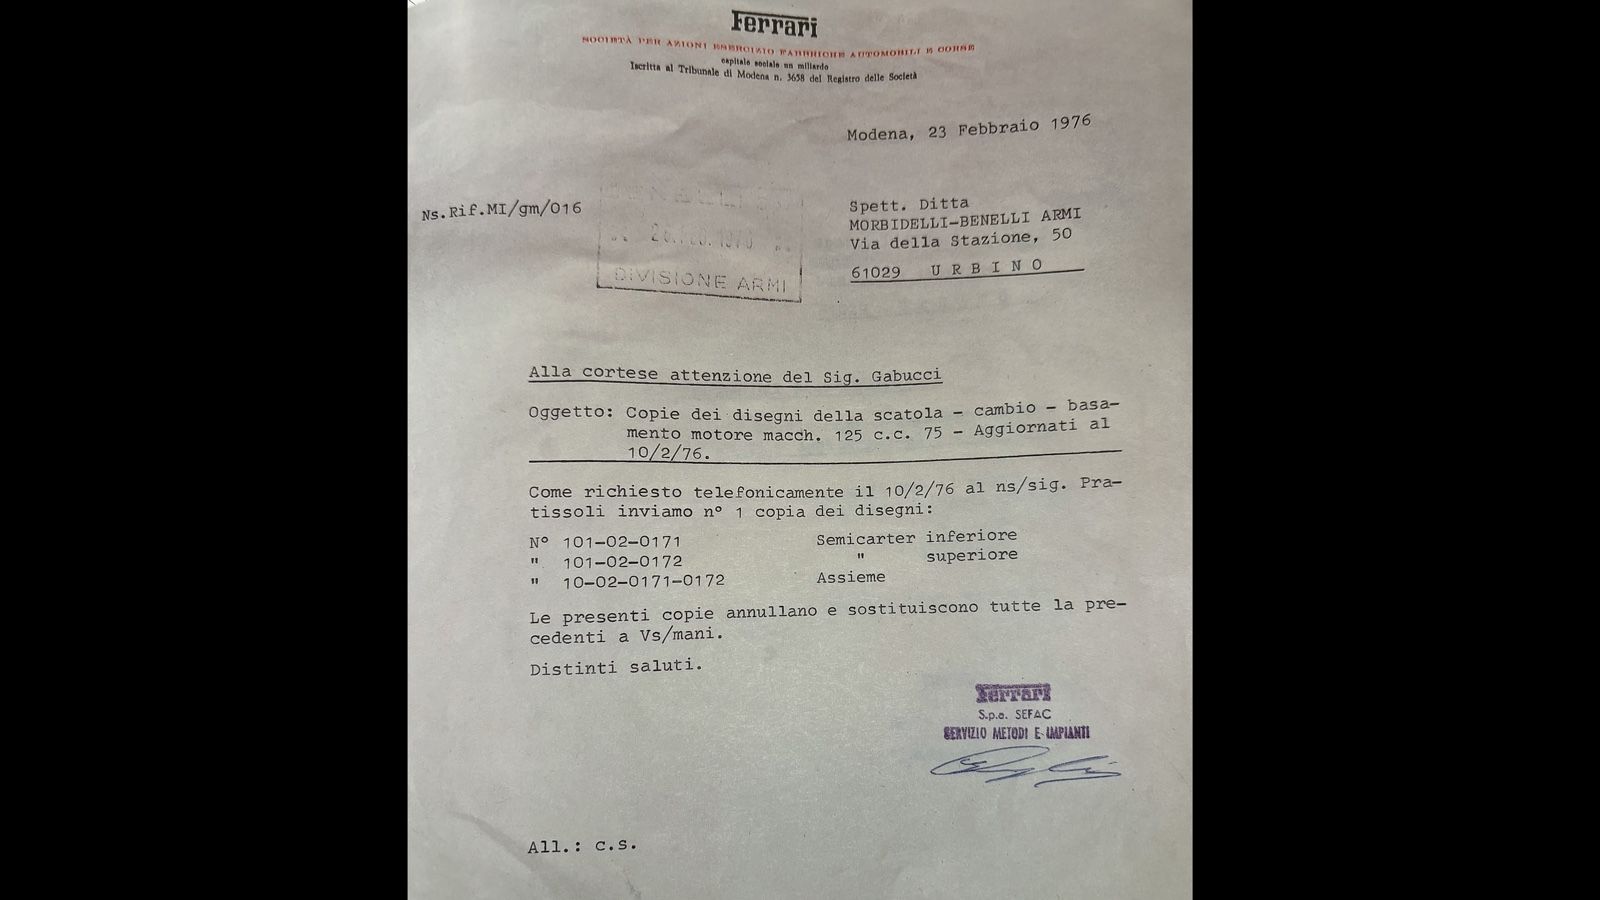 Ferrari
SOCIETÀ PER AZIONI ESERCIZIO FABBRICHE AUTOMOBILI E CORSE
capitale sociale un miliardo
Iscritta al Tribunale di Modena n. 3658 del Registro delle Società
Modena, 23 Febbraio 1976
Ns.Rif.MI/gm/016
DIVISIONE ARMI
Spett. Ditta
MORBIDELLI-BENELLI ARMI
Via della Stazione, 50
61029 URBINO
Alla cortese attenzione del Sig. Gabucci
Oggetto: Copie dei disegni della scatola - cambio - basa-
mento motore macch. 125 c.c. 75 - Aggiornati al
10/2/76.
Come richiesto telefonicamente il 10/2/76 al ns/sig. Pra-
tissoli inviamo n° 1 copia dei disegni:
N° 101-02-0171 Semicarter inferiore
" 101-02-0172 " superiore
" 10-02-0171-0172 Assieme
Le presenti copie annullano e sostituiscono tutte la pre-
cedenti a Vs/mani.
Distinti saluti.
Ferrari
S.p.a. SEFAC
SERVIZIO METODI E IMPIANTI
All.: c.s.